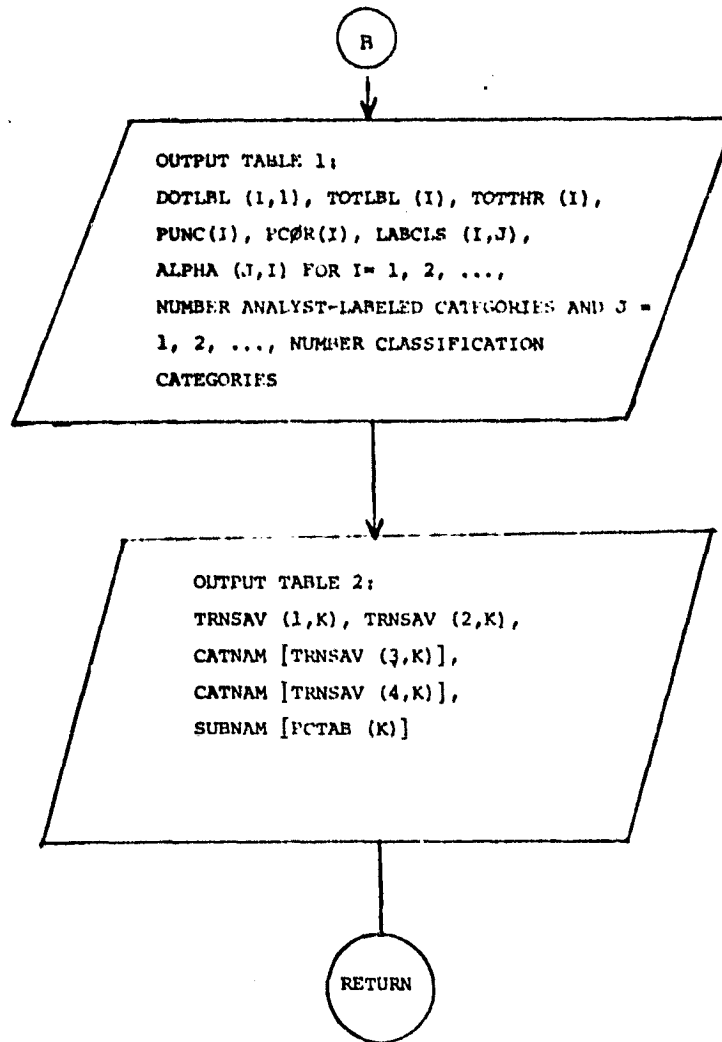 B
OUTPUT TABLE 1:
DOTLBL (I,1), TOTLBL (I), TOTTHR (I),
PUNC(I), PCØR(I), LABCLS (I,J),
ALPHA (J,I) FOR I= 1, 2, ...,
NUMBER ANALYST-LABELED CATEGORIES AND J =
1, 2, ..., NUMBER CLASSIFICATION
CATEGORIES
OUTPUT TABLE 2:
TRNSAV (1,K), TRNSAV (2,K),
CATNAM [TRNSAV (3,K)],
CATNAM [TRNSAV (4,K)],
SUBNAM [PCTAB (K)]
RETURN